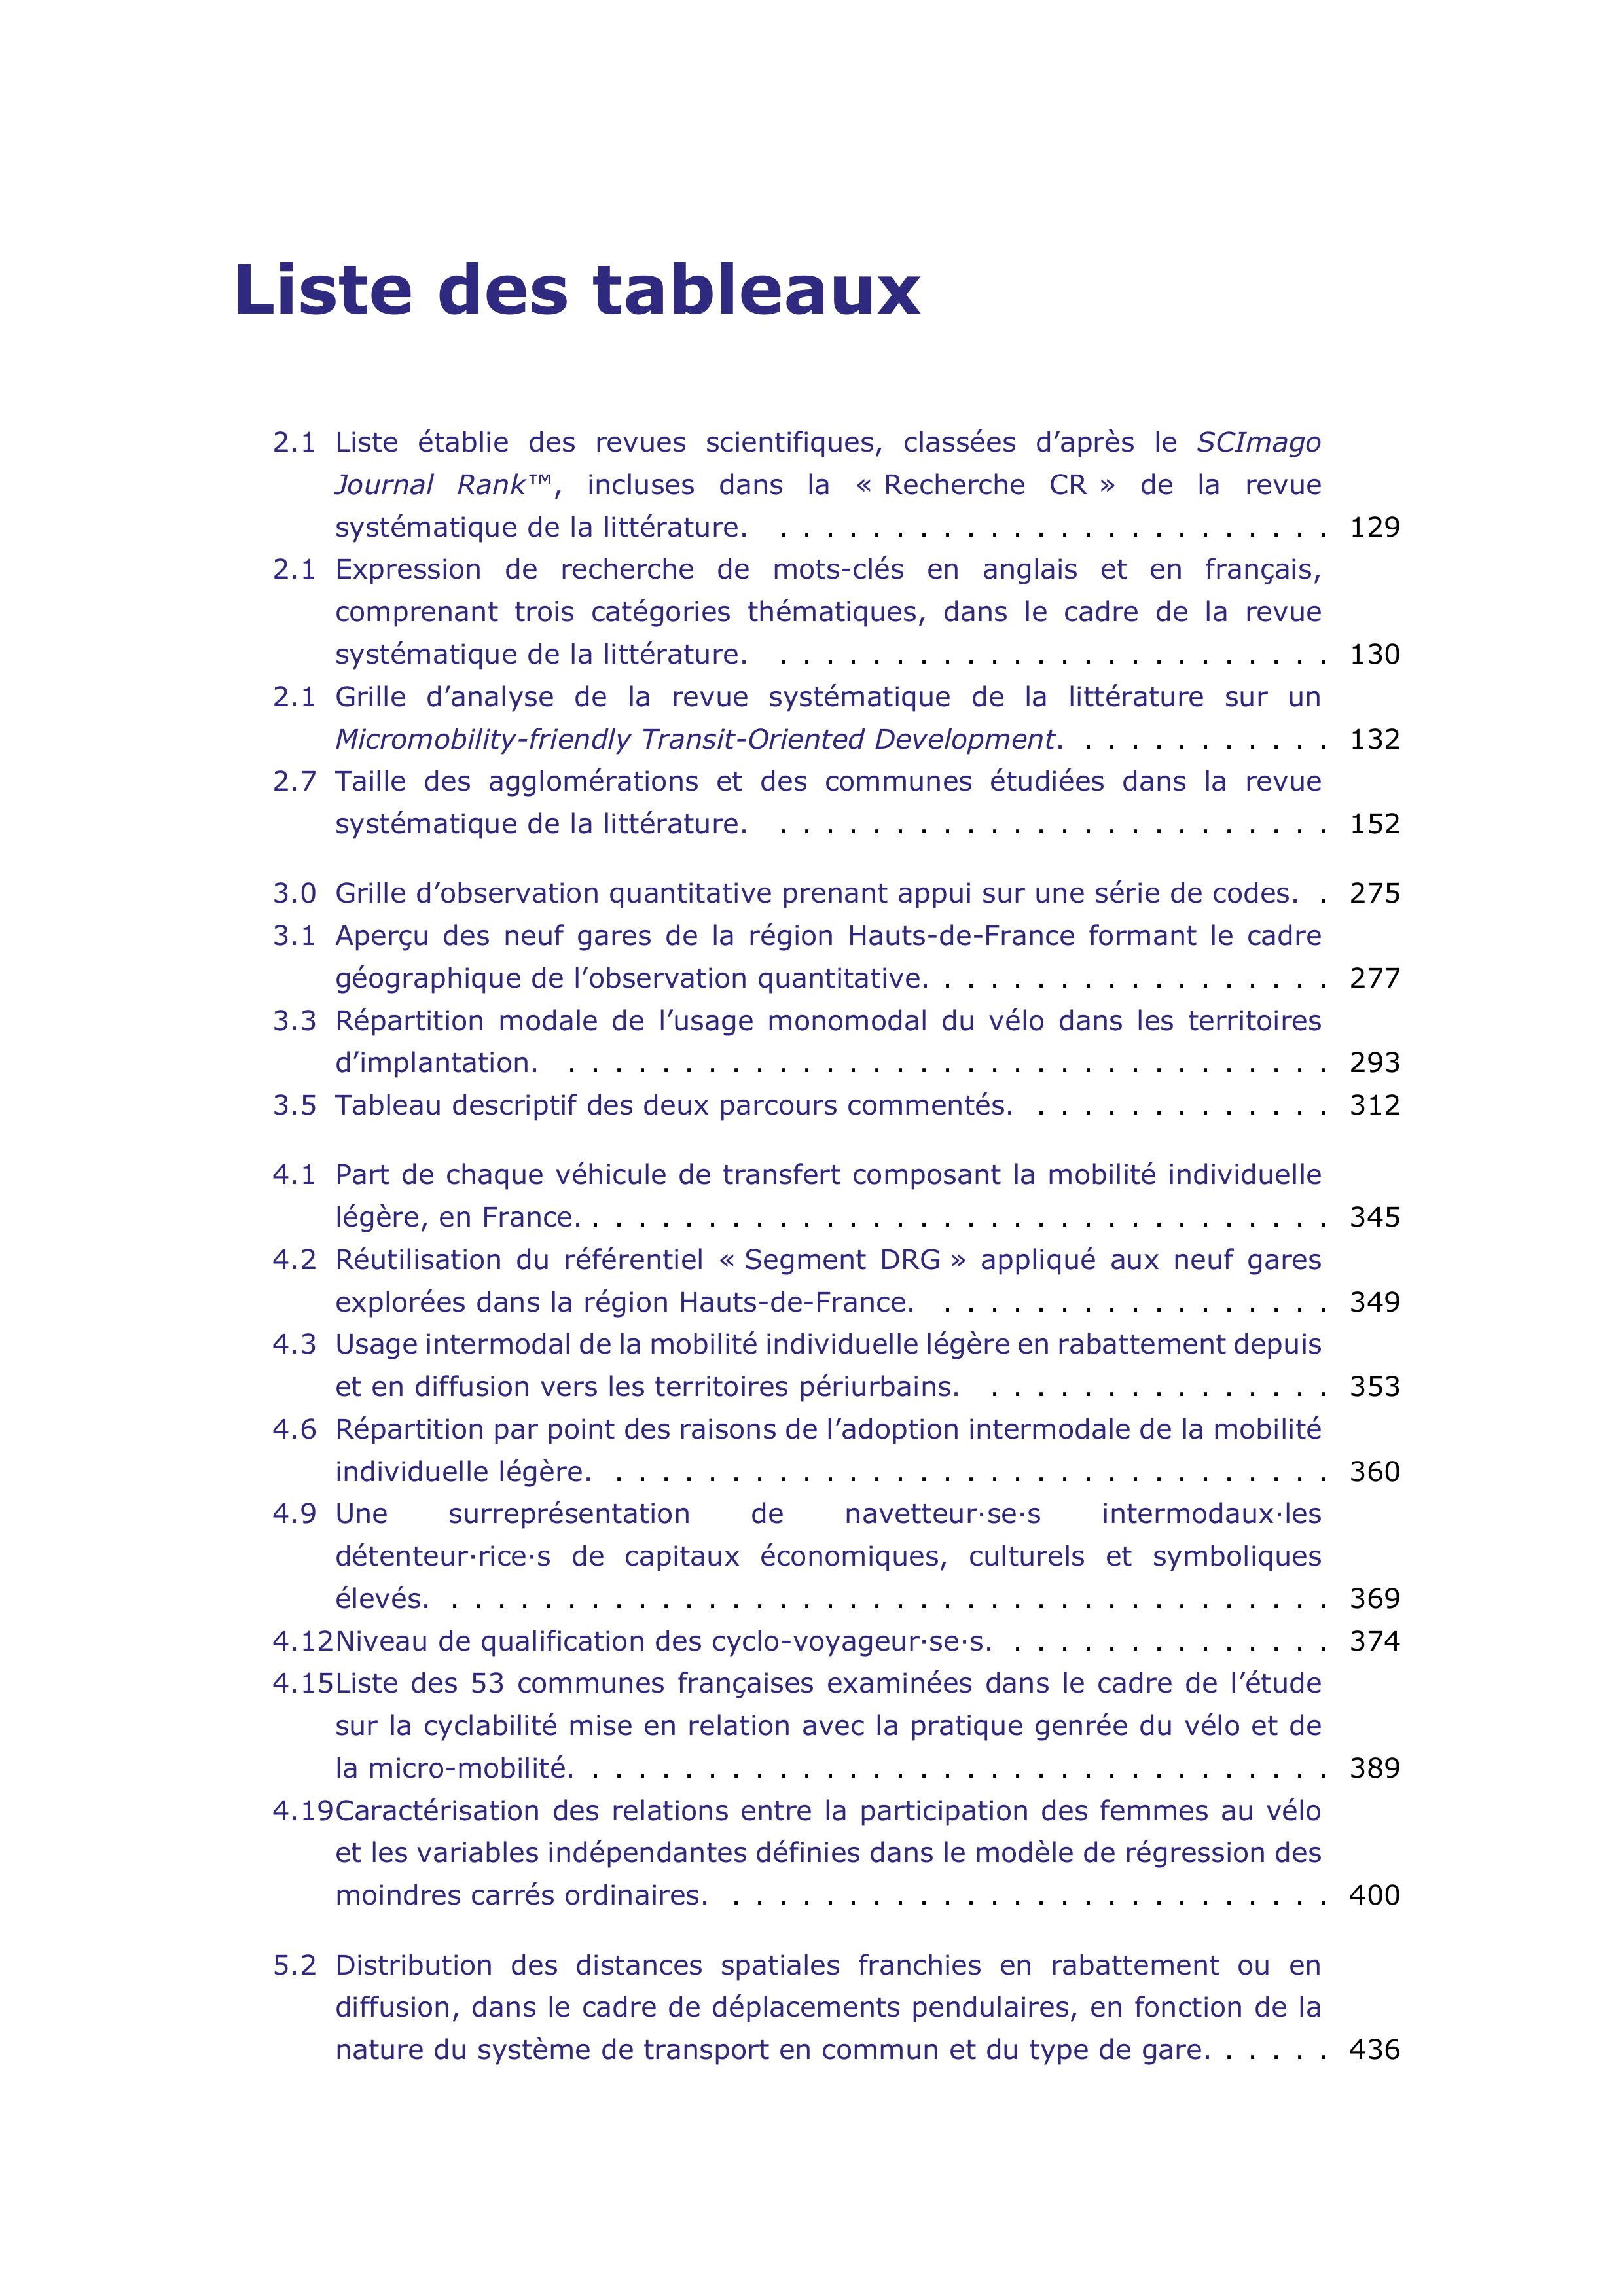 Liste des tableaux
2.1 Liste établie des revues scientifiques, classées d’après le SCImago
Journal Rank™, incluses dans la « Recherche CR » de la revue
systématique de la littérature. . . . . . . . . . . . . . . . . . . . . . . . . 129
2.1 Expression de recherche de mots-clés en anglais et en français,
comprenant trois catégories thématiques, dans le cadre de la revue
systématique de la littérature. . . . . . . . . . . . . . . . . . . . . . . . . 130
2.1 Grille d’analyse de la revue systématique de la littérature sur un
Micromobility-friendly Transit-Oriented Development. . . . . . . . . . . . 132
2.7 Taille des agglomérations et des communes étudiées dans la revue
systématique de la littérature. . . . . . . . . . . . . . . . . . . . . . . . . 152
3.0 Grille d’observation quantitative prenant appui sur une série de codes. . 275
3.1 Aperçu des neuf gares de la région Hauts-de-France formant le cadre
géographique de l’observation quantitative. . . . . . . . . . . . . . . . . . 277
3.3 Répartition modale de l’usage monomodal du vélo dans les territoires
d’implantation. . . . . . . . . . . . . . . . . . . . . . . . . . . . . . . . . . 293
3.5 Tableau descriptif des deux parcours commentés. . . . . . . . . . . . . . 312
4.1 Part de chaque véhicule de transfert composant la mobilité individuelle
légère, en France. . . . . . . . . . . . . . . . . . . . . . . . . . . . . . . . . 345
4.2 Réutilisation du référentiel « Segment DRG » appliqué aux neuf gares
explorées dans la région Hauts-de-France. . . . . . . . . . . . . . . . . . 349
4.3 Usage intermodal de la mobilité individuelle légère en rabattement depuis
et en diffusion vers les territoires périurbains. . . . . . . . . . . . . . . . 353
4.6 Répartition par point des raisons de l’adoption intermodale de la mobilité
individuelle légère. . . . . . . . . . . . . . . . . . . . . . . . . . . . . . . . 360
4.9 Une surreprésentation de navetteur·se·s intermodaux·les
détenteur·rice·s de capitaux économiques, culturels et symboliques
élevés. . . . . . . . . . . . . . . . . . . . . . . . . . . . . . . . . . . . . . . 369
4.12 Niveau de qualification des cyclo-voyageur·se·s. . . . . . . . . . . . . . . 374
4.15 Liste des 53 communes françaises examinées dans le cadre de l’étude
sur la cyclabilité mise en relation avec la pratique genrée du vélo et de
la micro-mobilité. . . . . . . . . . . . . . . . . . . . . . . . . . . . . . . . . 389
4.19 Caractérisation des relations entre la participation des femmes au vélo
et les variables indépendantes définies dans le modèle de régression des
moindres carrés ordinaires. . . . . . . . . . . . . . . . . . . . . . . . . . . 400
5.2 Distribution des distances spatiales franchies en rabattement ou en
diffusion, dans le cadre de déplacements pendulaires, en fonction de la
nature du système de transport en commun et du type de gare. . . . . . 436